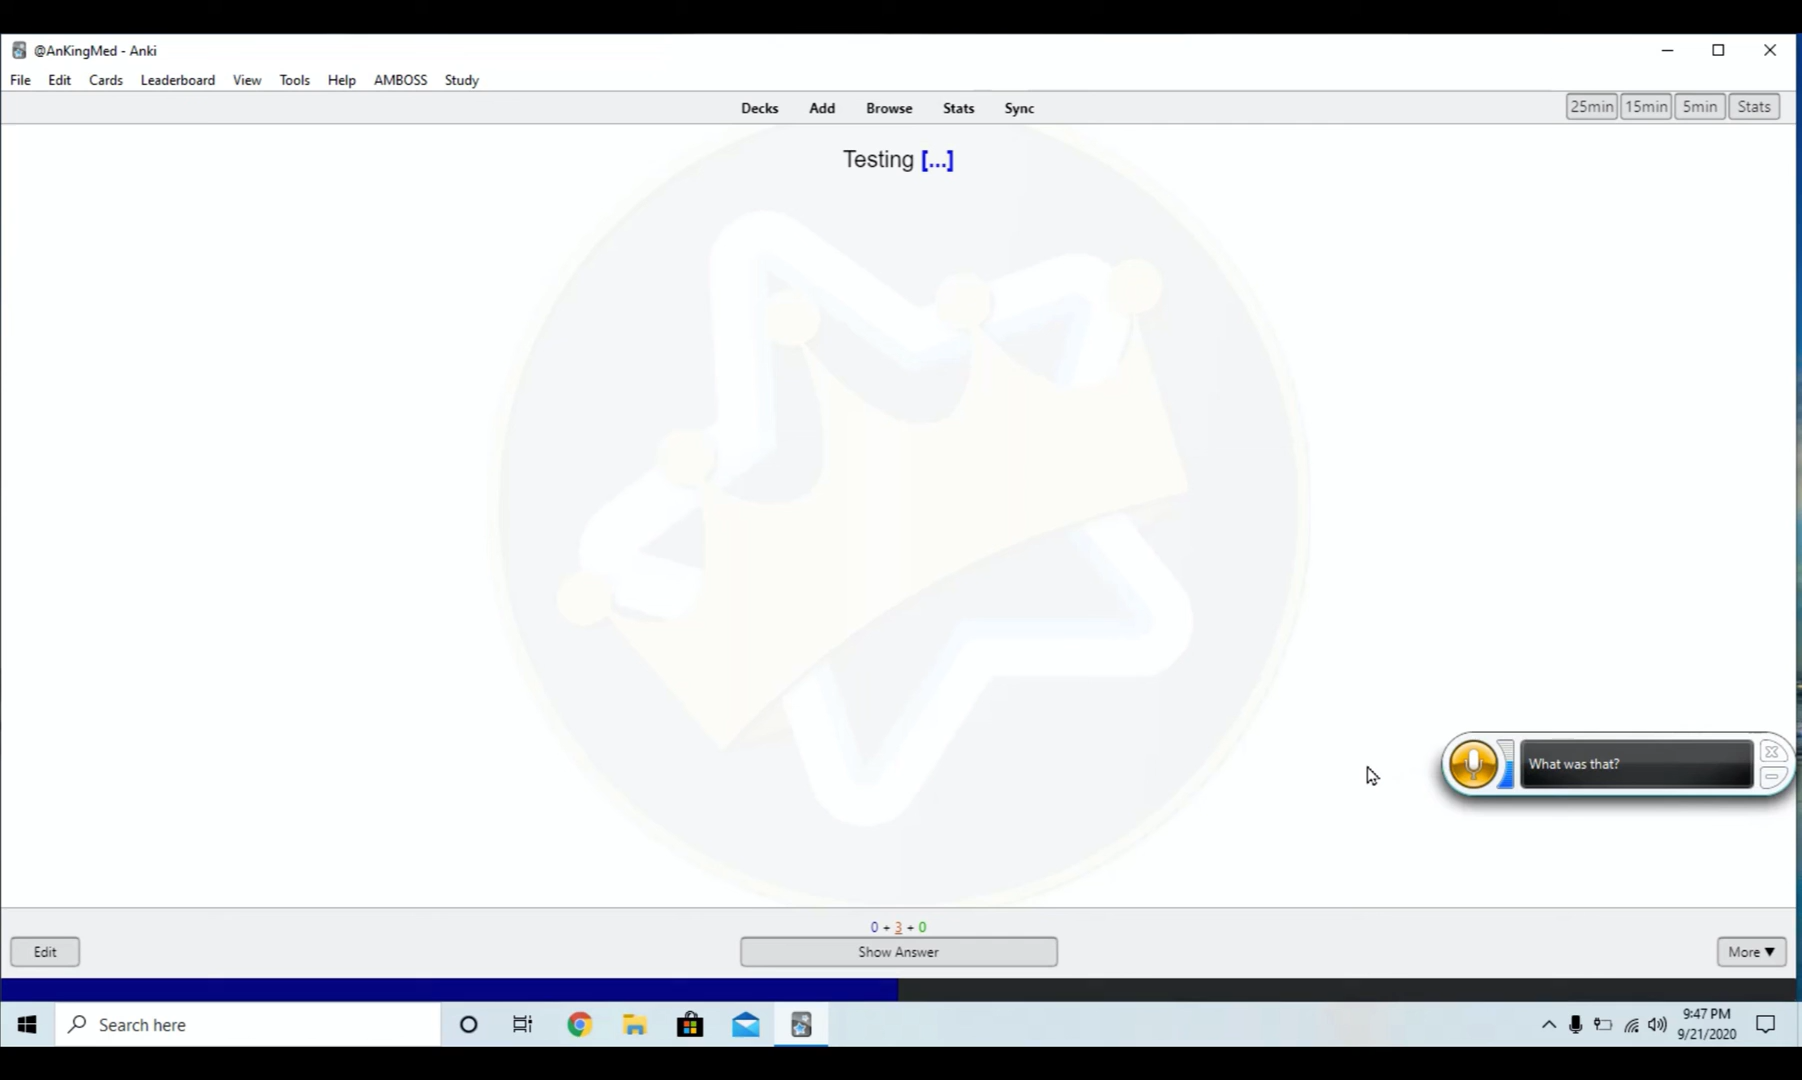 @AnKingMed - Anki
File Edit Cards Leaderboard View Tools Help AMBOSS Study
Decks Add Browse Stats Sync 25min 15min 5min Stats
Testing [...]
What was that?
0 + 3 + 0
Edit Show Answer More ▼
Search here
9:47 PM
9/21/2020